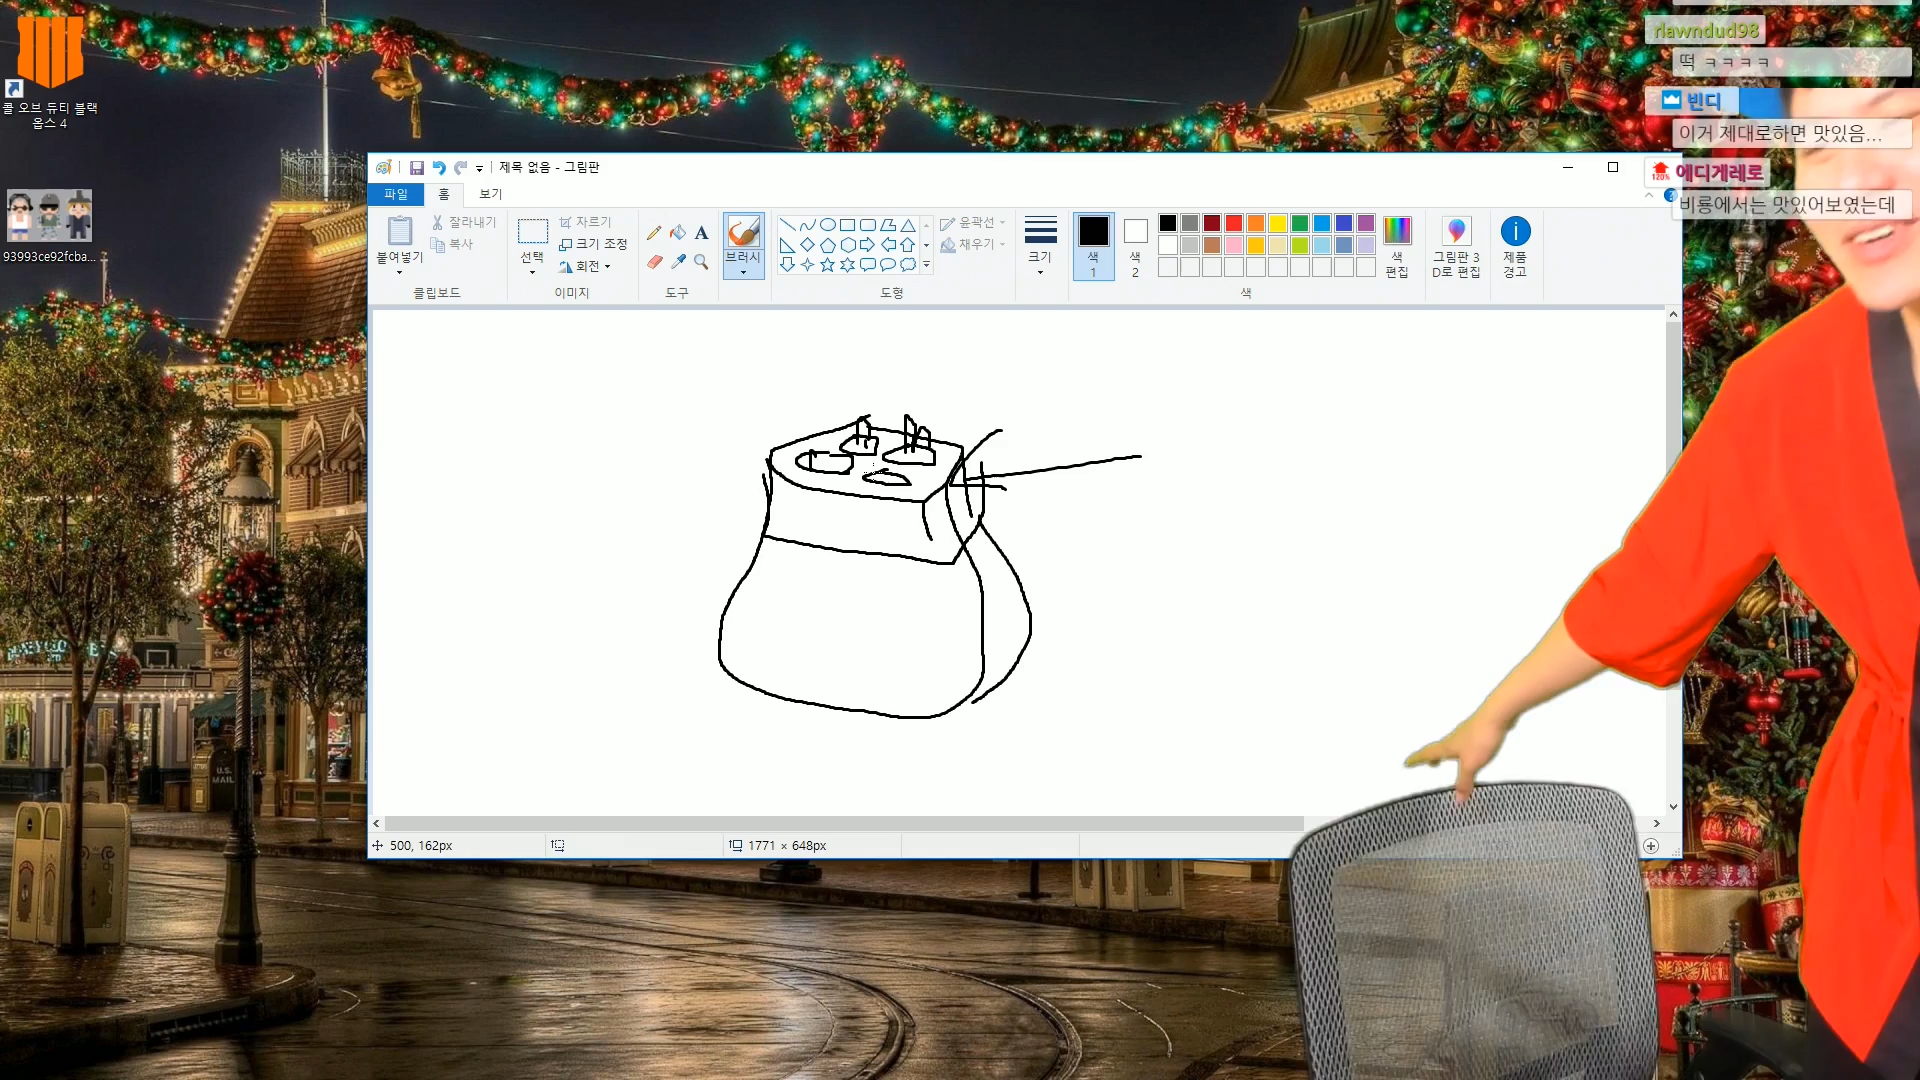 콜 오브 듀티 블랙
옵스 4
93993ce92fcba...
제목 없음 - 그림판
파일
홈
보기
붙여넣기
잘라내기
복사
클립보드
선택
자르기
크기 조정
회전
이미지
A
도구
브러시
윤곽선
채우기
도형
크기
색
1
색
2
색
편집
색
그림판 3
D로 편집
제품
경고
500, 162px
1771 × 648px
rlawndud98
떡 ㅋㅋㅋㅋ
빈디
이거 제대로하면 맛있음...
120%
에디게레로
비룡에서는 맛있어보였는데
U.S.
MAIL